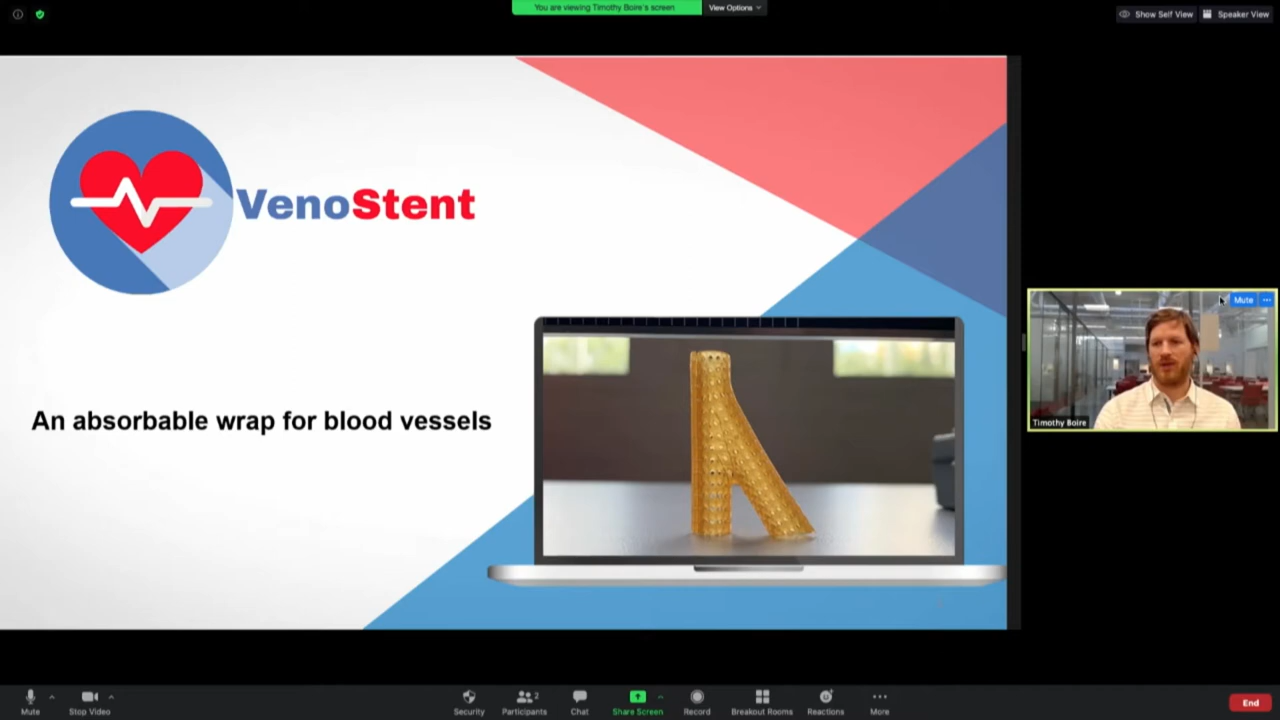 You are viewing Timothy Boire's screen
View Options
Show Self View
Speaker View
VenoStent
An absorbable wrap for blood vessels
Mute
Timothy Boire
Mute
Stop Video
Security
Participants
2
Chat
Share Screen
Record
Breakout Rooms
Reactions
More
End